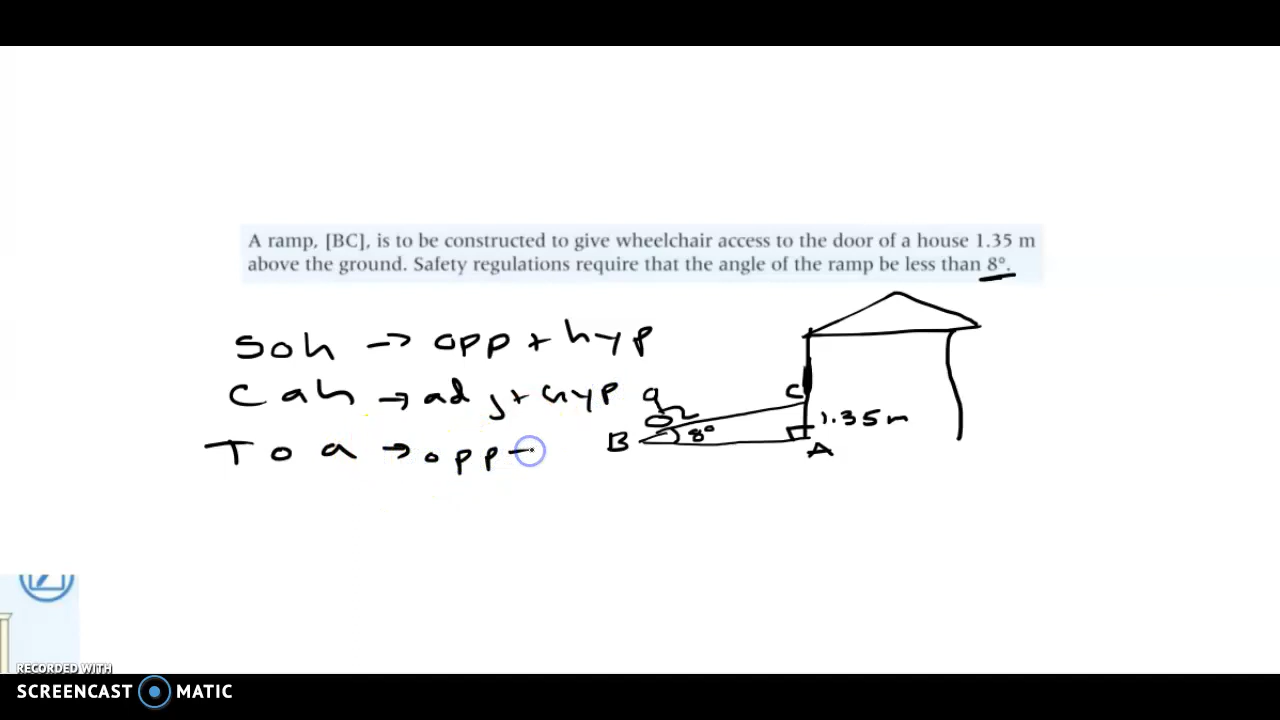 A ramp, [BC], is to be constructed to give wheelchair access to the door of a house 1.35 m
above the ground. Safety regulations require that the angle of the ramp be less than 8°.
Soh → opp + hyp
Cah → adj + hyp
C
1.35m
B
8°
A
Toa → opp
RECORDED WITH
SCREENCAST MATIC